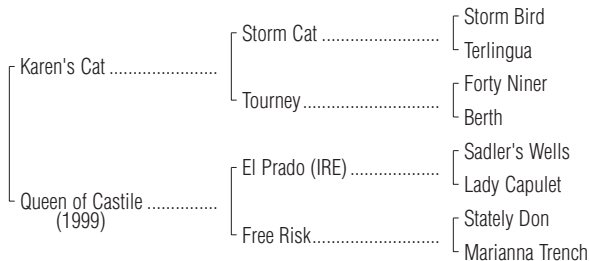 Storm Bird
Storm Cat ........................
Terlingua
Karen's Cat ......................
Forty Niner
Tourney............................
Berth
Sadler's Wells
El Prado (IRE) ..................
Lady Capulet
Queen of Castile ..............
(1999)
Stately Don
Free Risk..........................
Marianna Trench